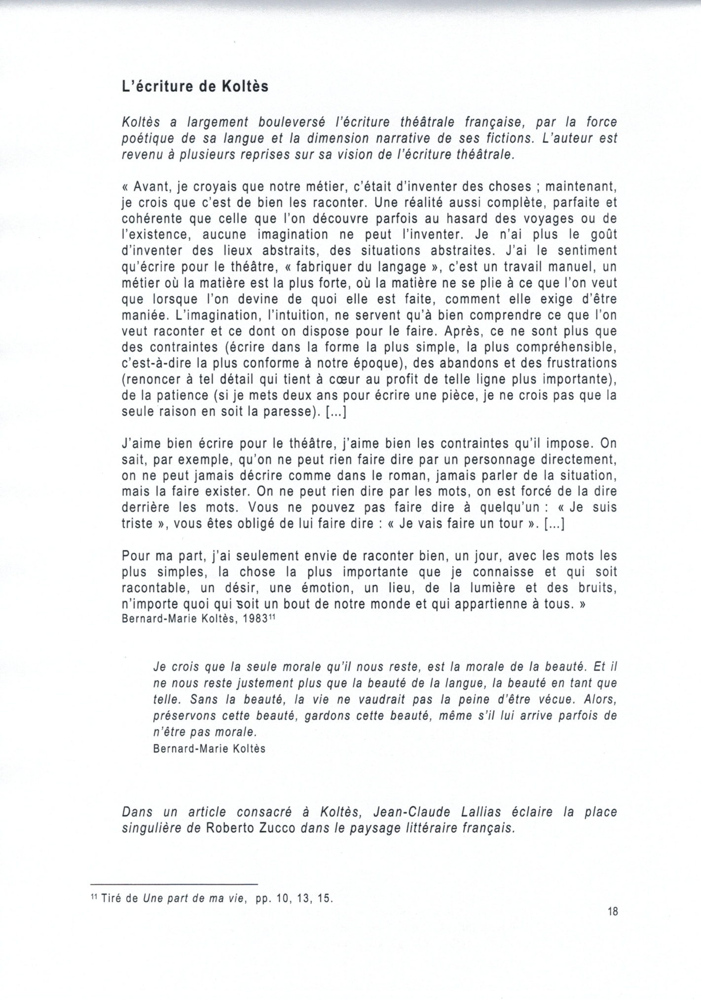 L'écriture de Koltès
Koltès a largement bouleversé l'écriture théâtrale française, par la force
poétique de sa langue et la dimension narrative de ses fictions. L'auteur est
revenu à plusieurs reprises sur sa vision de l'écriture théâtrale.
« Avant, je croyais que notre métier, c'était d'inventer des choses ; maintenant,
je crois que c'est de bien les raconter. Une réalité aussi complète, parfaite et
cohérente que celle que l'on découvre parfois au hasard des voyages ou de
l'existence, aucune imagination ne peut l'inventer. Je n'ai plus le goût
d'inventer des lieux abstraits, des situations abstraites. J'ai le sentiment
qu'écrire pour le théâtre, « fabriquer du langage », c'est un travail manuel, un
métier où la matière est la plus forte, où la matière ne se plie à ce que l'on veut
que lorsque l'on devine de quoi elle est faite, comment elle exige d'être
maniée. L'imagination, l'intuition, ne servent qu'à bien comprendre ce que l'on
veut raconter et ce dont on dispose pour le faire. Après, ce ne sont plus que
des contraintes (écrire dans la forme la plus simple, la plus compréhensible,
c'est-à-dire la plus conforme à notre époque), des abandons et des frustrations
(renoncer à tel détail qui tient à cœur au profit de telle ligne plus importante),
de la patience (si je mets deux ans pour écrire une pièce, je ne crois pas que la
seule raison en soit la paresse). [...]
J'aime bien écrire pour le théâtre, j'aime bien les contraintes qu'il impose. On
sait, par exemple, qu'on ne peut rien faire dire par un personnage directement,
on ne peut jamais décrire comme dans le roman, jamais parler de la situation,
mais la faire exister. On ne peut rien dire par les mots, on est forcé de la dire
derrière les mots. Vous ne pouvez pas faire dire à quelqu'un : « Je suis
triste », vous êtes obligé de lui faire dire : « Je vais faire un tour ». [...]
Pour ma part, j'ai seulement envie de raconter bien, un jour, avec les mots les
plus simples, la chose la plus importante que je connaisse et qui soit
racontable, un désir, une émotion, un lieu, de la lumière et des bruits,
n'importe quoi qui soit un bout de notre monde et qui appartienne à tous. »
Bernard-Marie Koltès, 1983¹¹
Je crois que la seule morale qu'il nous reste, est la morale de la beauté. Et il
ne nous reste justement plus que la beauté de la langue, la beauté en tant que
telle. Sans la beauté, la vie ne vaudrait pas la peine d'être vécue. Alors,
préservons cette beauté, gardons cette beauté, même s'il lui arrive parfois de
n'être pas morale.
Bernard-Marie Koltès
Dans un article consacré à Koltès, Jean-Claude Lallias éclaire la place
singulière de Roberto Zucco dans le paysage littéraire français.
¹¹ Tiré de Une part de ma vie, pp. 10, 13, 15.
18